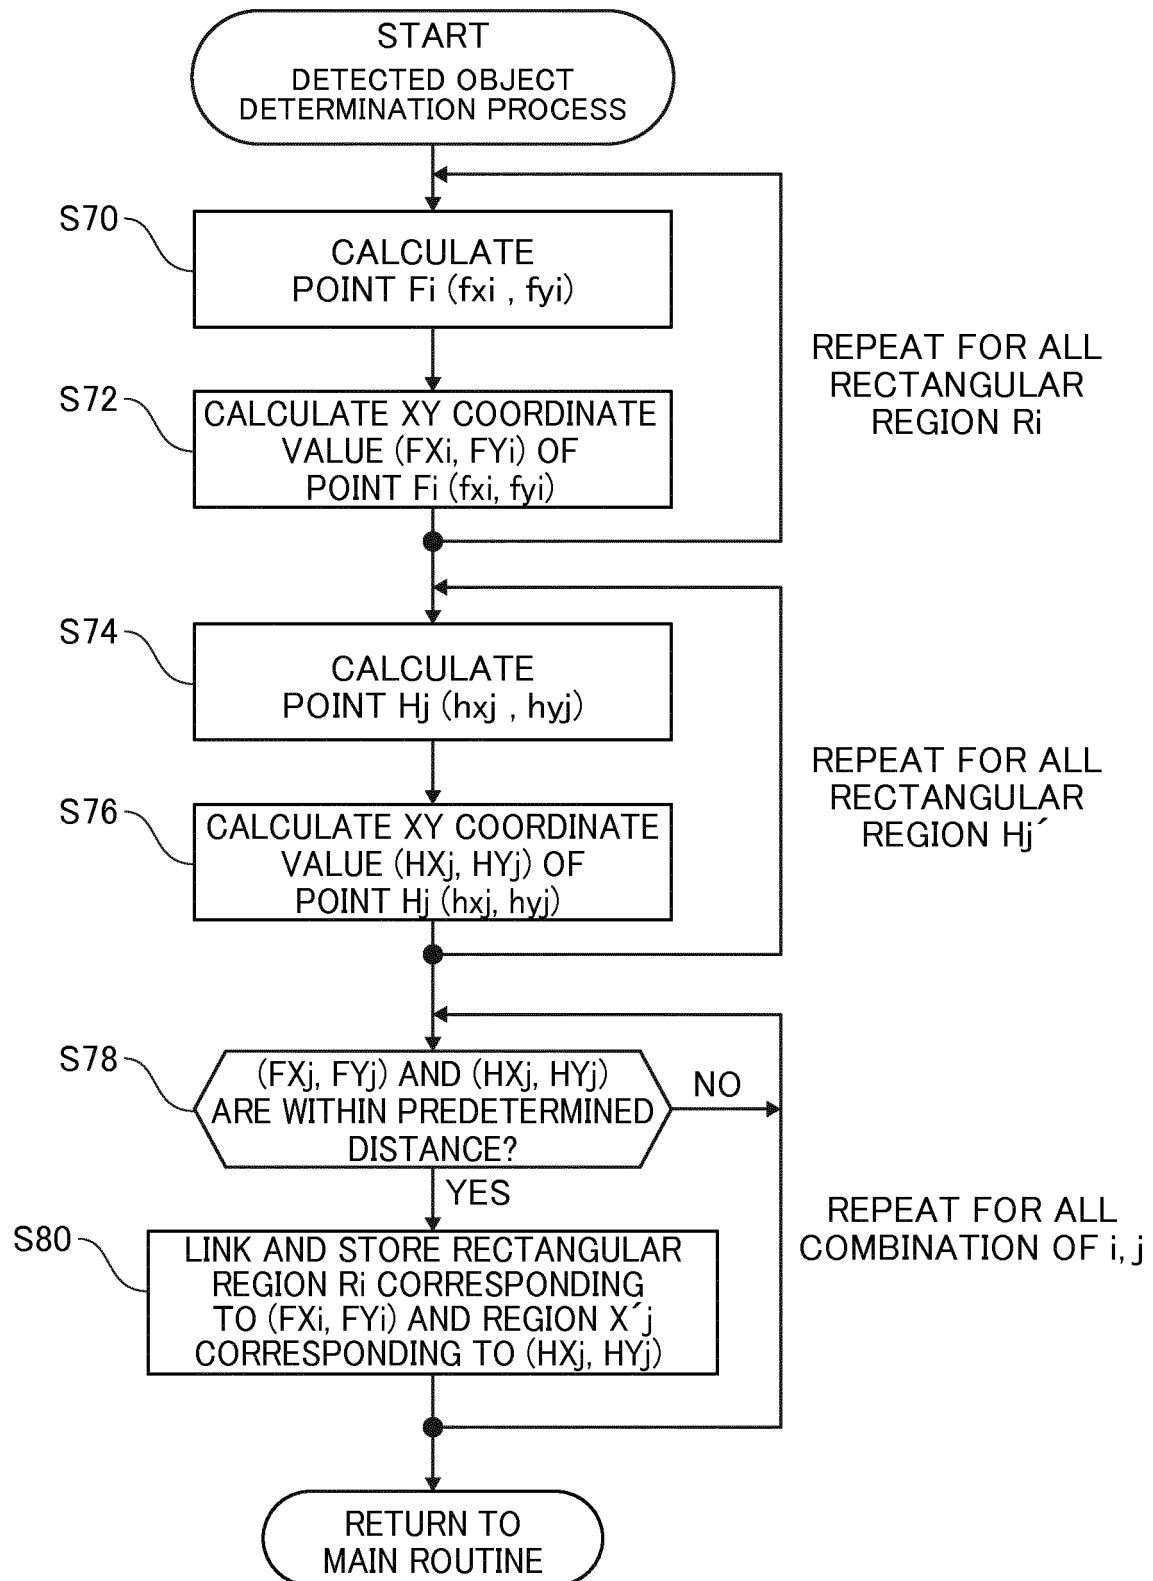 START
DETECTED OBJECT
DETERMINATION PROCESS
S70
CALCULATE
POINT Fi (fxi , fyi)
REPEAT FOR ALL
RECTANGULAR
REGION Ri
S72
CALCULATE XY COORDINATE
VALUE (FXi, FYi) OF
POINT Fi (fxi, fyi)
S74
CALCULATE
POINT Hj (hxj , hyj)
REPEAT FOR ALL
RECTANGULAR
REGION Hj´
S76
CALCULATE XY COORDINATE
VALUE (HXj, HYj) OF
POINT Hj (hxj, hyj)
S78
(FXj, FYj) AND (HXj, HYj)
ARE WITHIN PREDETERMINED
DISTANCE?
NO
YES
REPEAT FOR ALL
COMBINATION OF i, j
S80
LINK AND STORE RECTANGULAR
REGION Ri CORRESPONDING
TO (FXi, FYi) AND REGION X´j
CORRESPONDING TO (HXj, HYj)
RETURN TO
MAIN ROUTINE